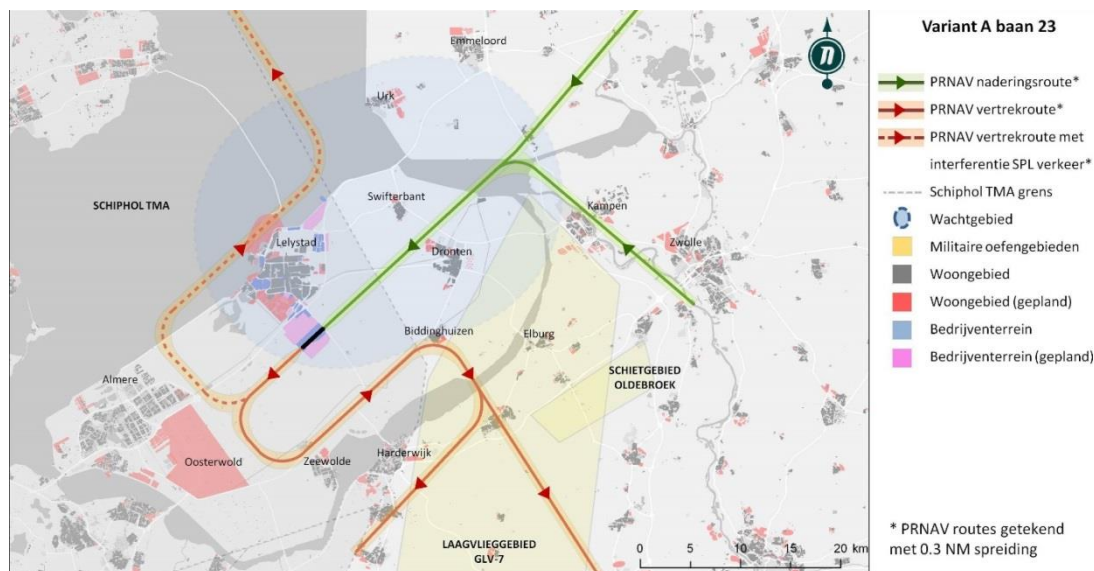 Emmeloord
Urk
SCHIPHOL TMA
Swifterbant
Kampen
Lelystad
Dronten
Zwolle
Biddinghuizen
Elburg
SCHIETGEBIED
OLDEBROEK
Almere
Oosterwold
Zeewolde
Harderwijk
LAAGVLIEGGEBIED
GLV-7
0 5 10 20 km
Variant A baan 23
PRNAV naderingsroute*
PRNAV vertrekroute*
PRNAV vertrekroute met
interferentie SPL verkeer*
Schiphol TMA grens
Wachtgebied
Militaire oefengebieden
Woongebied
Woongebied (gepland)
Bedrijventerrein
Bedrijventerrein (gepland)
* PRNAV routes getekend
met 0.3 NM spreiding